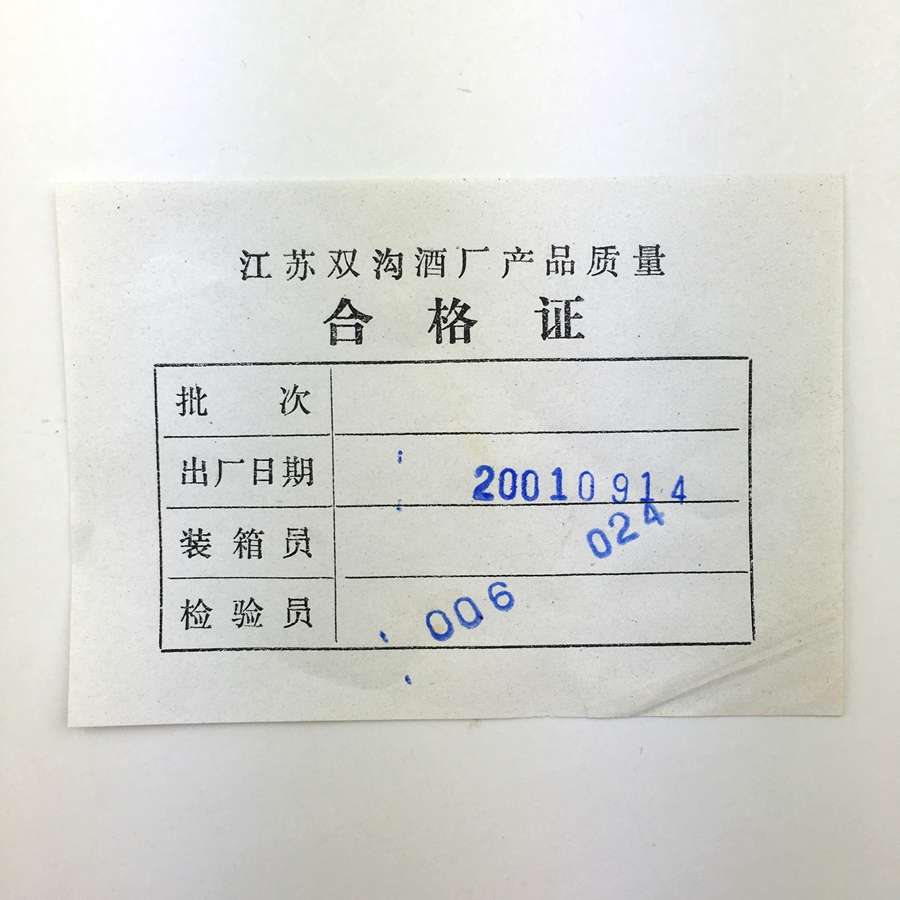 江苏双沟酒厂产品质量
合格证
批次
出厂日期 20010914
装箱员 024
检验员 006